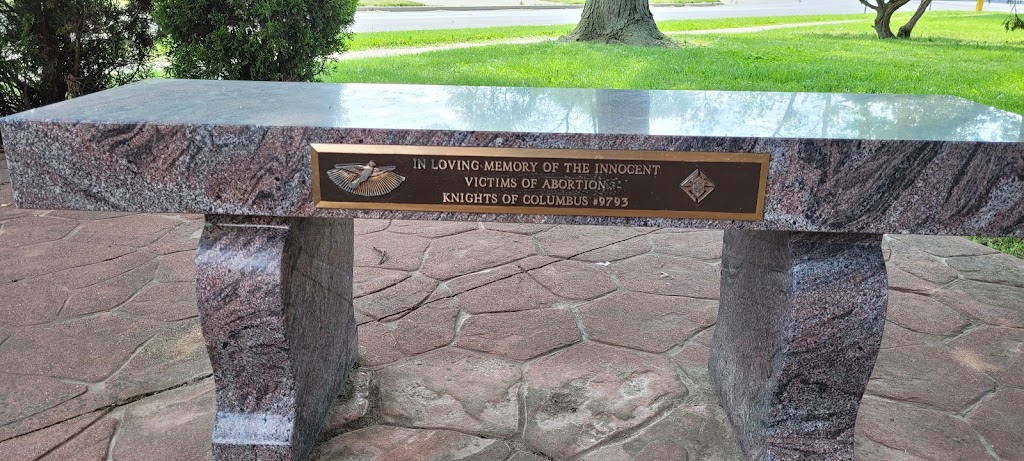 IN LOVING MEMORY OF THE INNOCENT
VICTIMS OF ABORTION
KNIGHTS OF COLUMBUS #9793